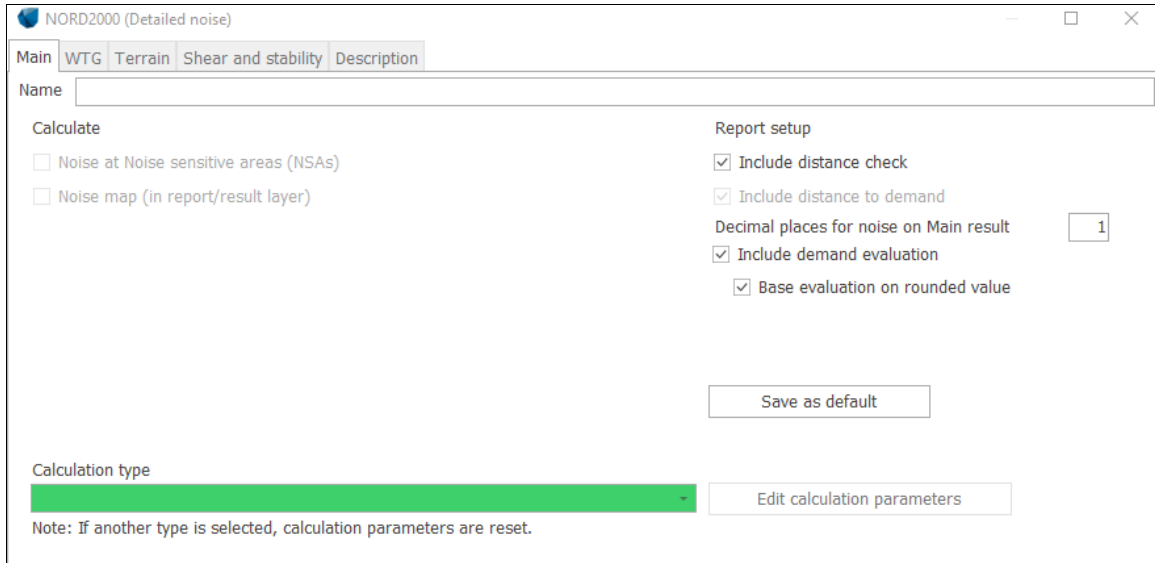 NORD2000 (Detailed noise)
Main WTG Terrain Shear and stability Description
Name
Calculate
Report setup
Noise at Noise sensitive areas (NSAs)
Include distance check
Noise map (in report/result layer)
Include distance to demand
Decimal places for noise on Main result 1
Include demand evaluation
Base evaluation on rounded value
Save as default
Calculation type
Edit calculation parameters
Note: If another type is selected, calculation parameters are reset.